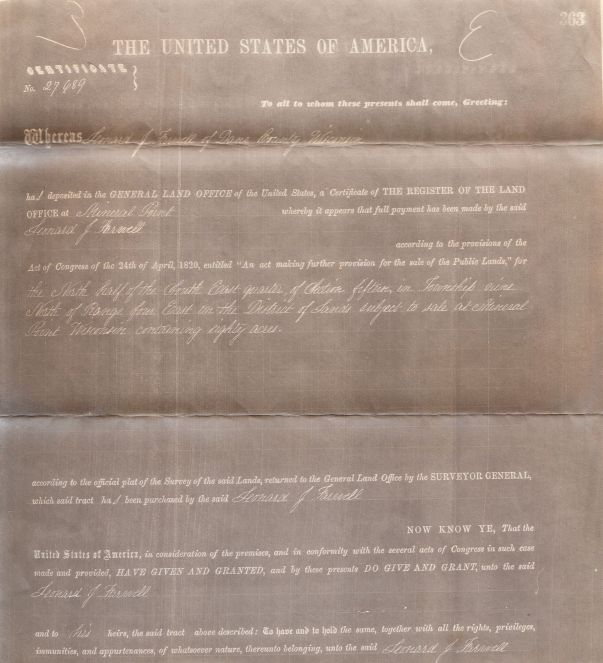 363
THE UNITED STATES OF AMERICA,
CERTIFICATE
No. 27989
To all to whom these presents shall come, Greeting:
Whereas Leonard J. Farwell of Dane County Wisconsin
has deposited in the GENERAL LAND OFFICE of the United States, a Certificate of THE REGISTER OF THE LAND
OFFICE at Mineral Point whereby it appears that full payment has been made by the said
Leonard J. Farwell
according to the provisions of the
Act of Congress of the 24th of April, 1820, entitled "An act making further provision for the sale of the Public Lands," for
the North half of the East quarter, of Section fifteen, in Township nine
North of Range four East in the District of Lands subject to sale at Mineral
Point Wisconsin containing eighty acres.
according to the official plat of the Survey of the said Lands, returned to the General Land Office by the SURVEYOR GENERAL,
which said tract has been purchased by the said Leonard J. Farwell
NOW KNOW YE, That the
United States of America, in consideration of the premises, and in conformity with the several acts of Congress in such case
made and provided, HAVE GIVEN AND GRANTED, and by these presents DO GIVE AND GRANT, unto the said
Leonard J. Farwell
and to his heirs, the said tract above described: To have and to hold the same, together with all the rights, privileges,
immunities, and appurtenances, of whatsoever nature, thereunto belonging, unto the said Leonard J. Farwell